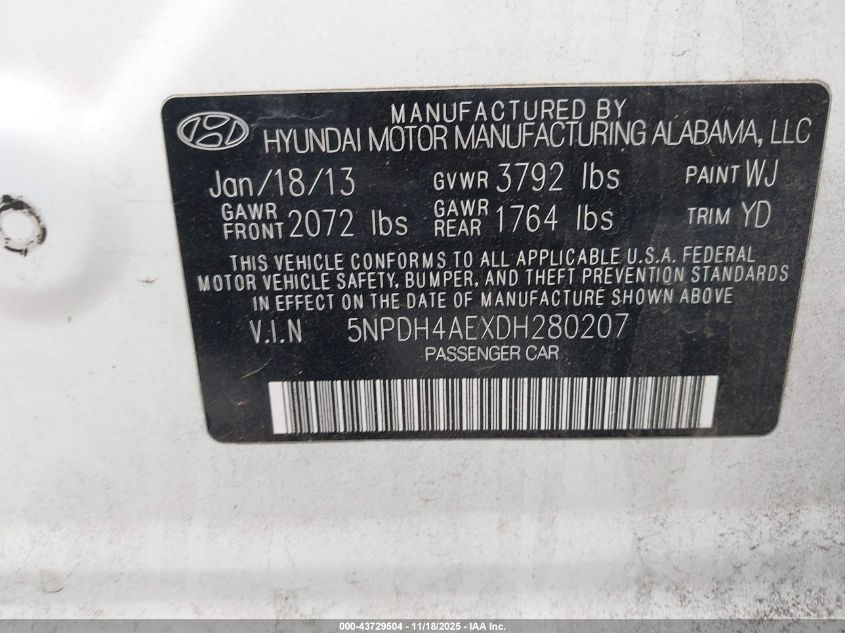 MANUFACTURED BY
HYUNDAI MOTOR MANUFACTURING ALABAMA, LLC
Jan/18/13 GVWR 3792 lbs PAINT WJ
GAWR FRONT 2072 lbs GAWR REAR 1764 lbs TRIM YD
THIS VEHICLE CONFORMS TO ALL APPLICABLE U.S.A. FEDERAL
MOTOR VEHICLE SAFETY, BUMPER, AND THEFT PREVENTION STANDARDS
IN EFFECT ON THE DATE OF MANUFACTURE SHOWN ABOVE
V.I.N 5NPDH4AEXDH280207
PASSENGER CAR
000-43729504 - 11/18/2025 - IAA Inc.